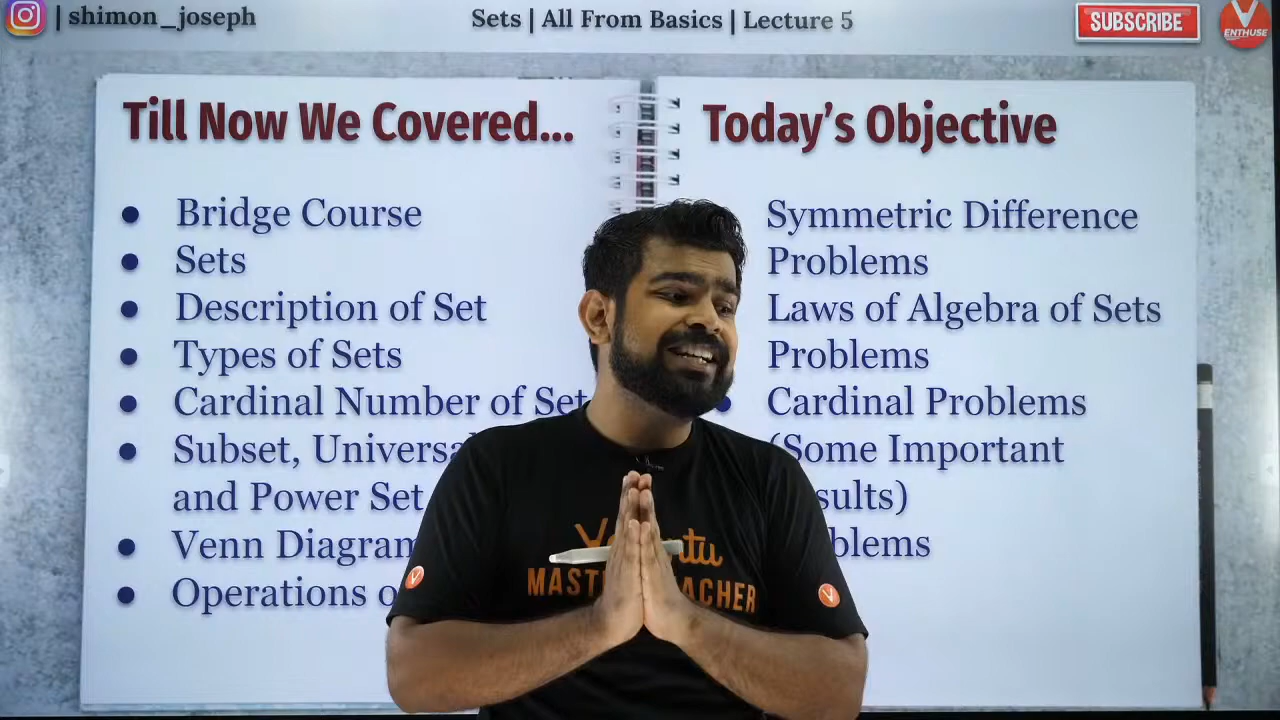 | shimon_joseph
Sets | All From Basics | Lecture 5
SUBSCRIBE
V
ENTHUSE
Till Now We Covered...
• Bridge Course
• Sets
• Description of Set
• Types of Sets
• Cardinal Number of Set
• Subset, Universa
and Power Set
• Venn Diagram
• Operations o
Today's Objective
Symmetric Difference
Problems
Laws of Algebra of Sets
Problems
• Cardinal Problems
(Some Important
sults)
blems
MAST
ACHER